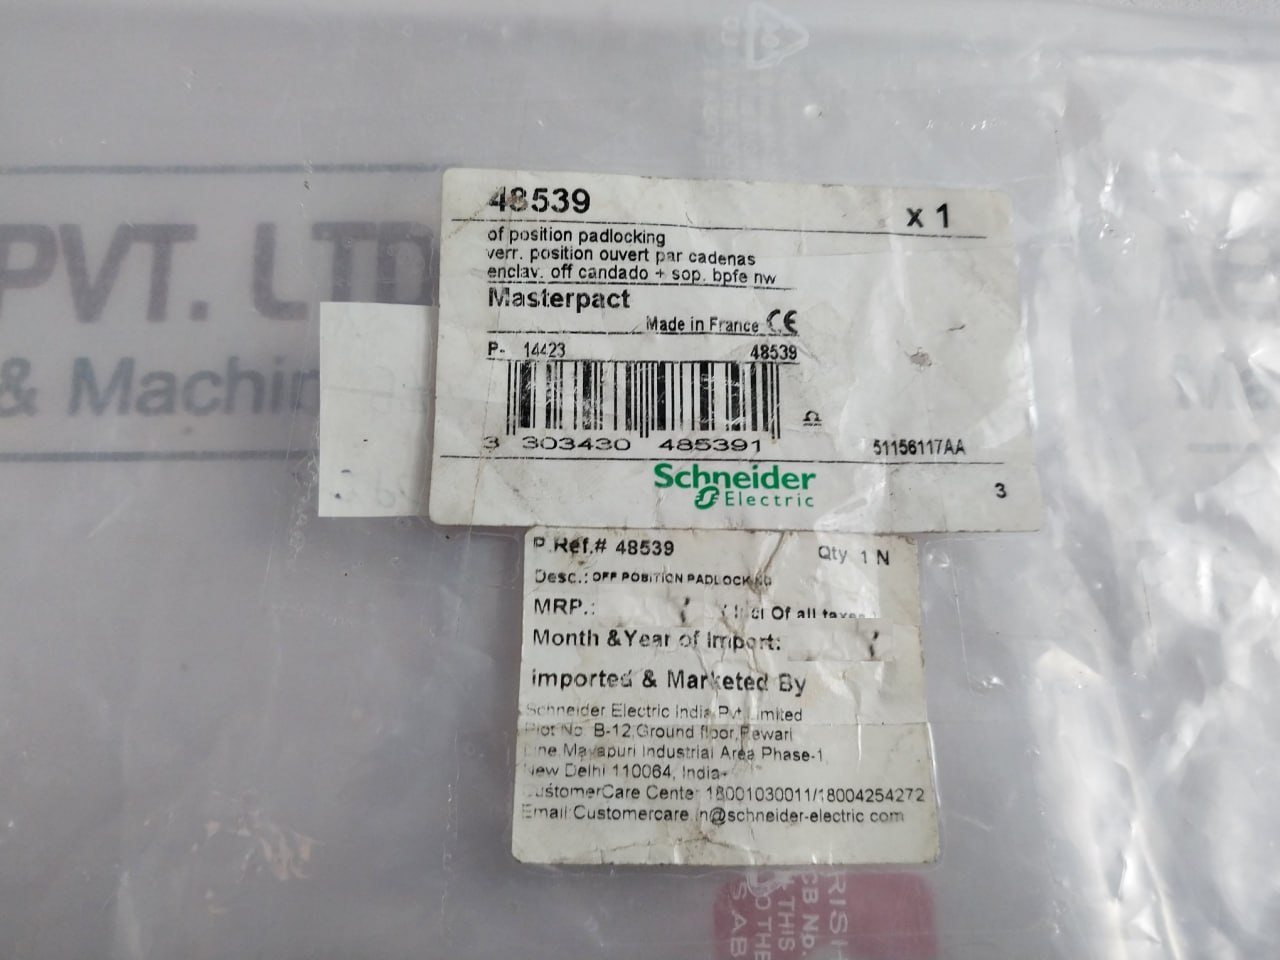 48539
x 1
of position padlocking
verr. position ouvert par cadenas
enclav. off candado + sop. bpfe nw
Masterpact
Made in France CE
P- 14423 48539
3 303430 485391
51156117AA
Schneider
Electric
3
P.Ref.# 48539 Qty 1 N
Desc.: OFF POSITION PADLOCKING
MRP.: Of all taxes
Month &Year of Import:
imported & Marketed By
Schneider Electric India Pvt Limited
Plot No. B-12,Ground floor,Rewari
Line,Mayapuri Industrial Area Phase-1,
New Delhi 110064, India
CustomerCare Center 18001030011/18004254272
Email:Customercare.in@schneider-electric.com
PVT. LTD
& Machin